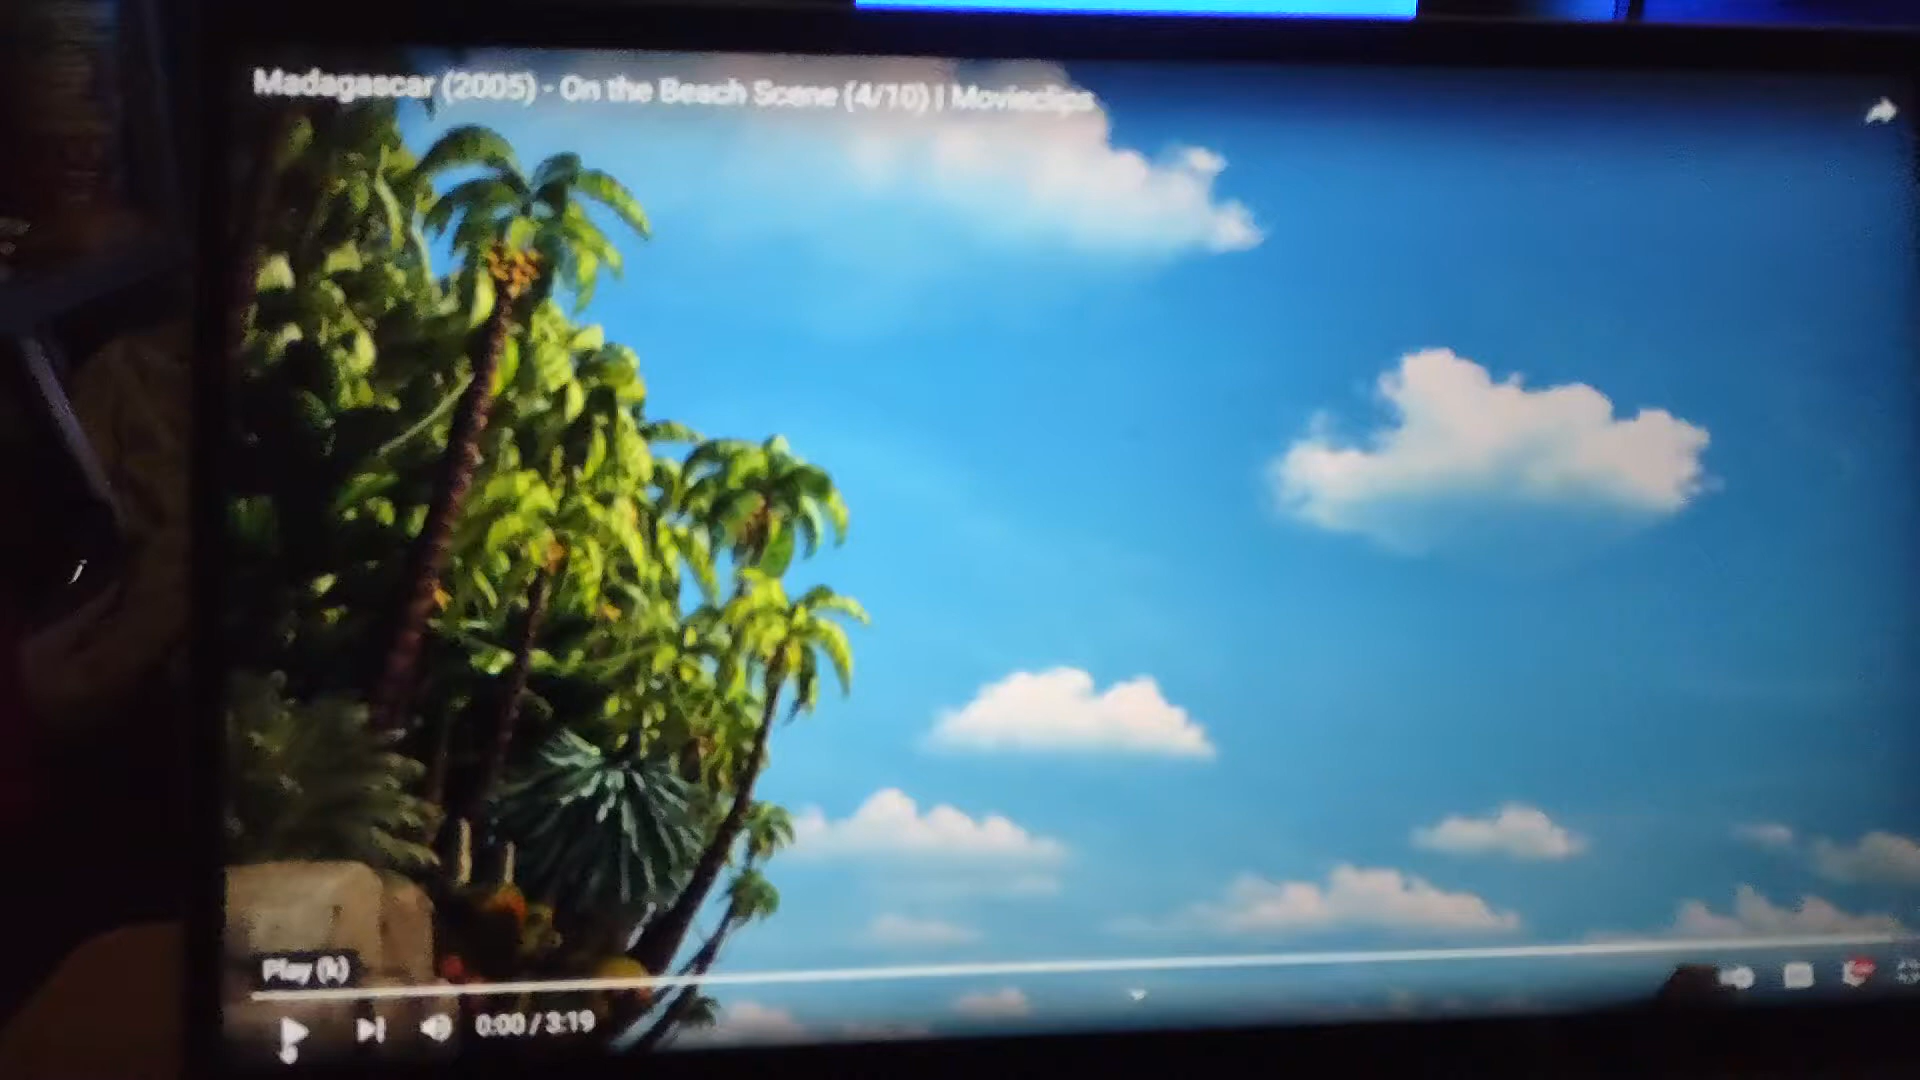 Madagascar (2005) - On the Beach Scene (4/10) | Movieclips
Play (k)
0:00 / 3:19